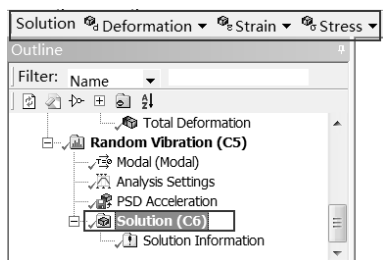 Solution Deformation Strain Stress
Outline
Filter: Name
Total Deformation
Random Vibration (C5)
Modal (Modal)
Analysis Settings
PSD Acceleration
Solution (C6)
Solution Information